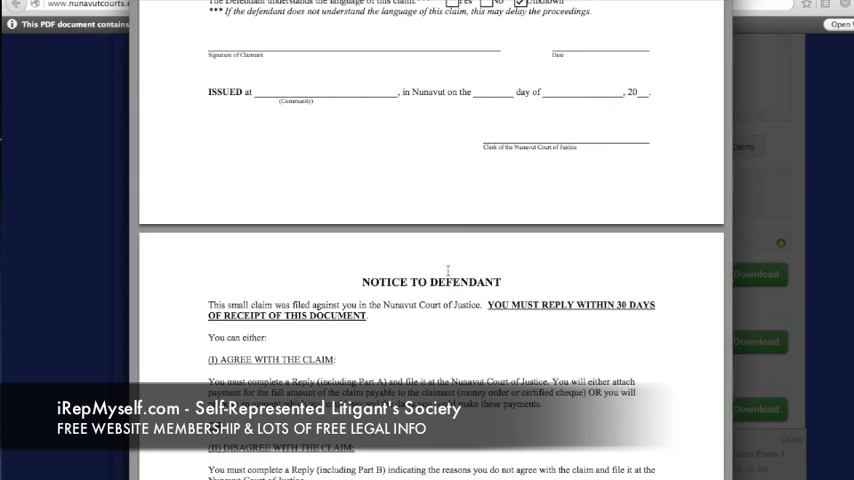 www.nunavutcourts.c
This PDF document contains
Open
The Defendant understands the language of this claim.*** Yes No Unknown
*** If the defendant does not understand the language of this claim, this may delay the proceedings.
Signature of Claimant Date
ISSUED at ____________, in Nunavut on the ________ day of ________________, 20__.
(Community)
Clerk of the Nunavut Court of Justice
NOTICE TO DEFENDANT
This small claim was filed against you in the Nunavut Court of Justice. YOU MUST REPLY WITHIN 30 DAYS
OF RECEIPT OF THIS DOCUMENT.
You can either:
(I) AGREE WITH THE CLAIM:
You must complete a Reply (including Part A) and file it at the Nunavut Court of Justice. You will either attach
payment for the full amount of the claim payable to the claimant (money order or certified cheque) OR you will
make these payments.
iRepMyself.com - Self-Represented Litigant's Society
FREE WEBSITE MEMBERSHIP & LOTS OF FREE LEGAL INFO
(II) DISAGREE WITH THE CLAIM:
You must complete a Reply (including Part B) indicating the reasons you do not agree with the claim and file it at the
Nunavut Court of Justice.
Claims
Download
Download
Download
Close
Claim Form 1